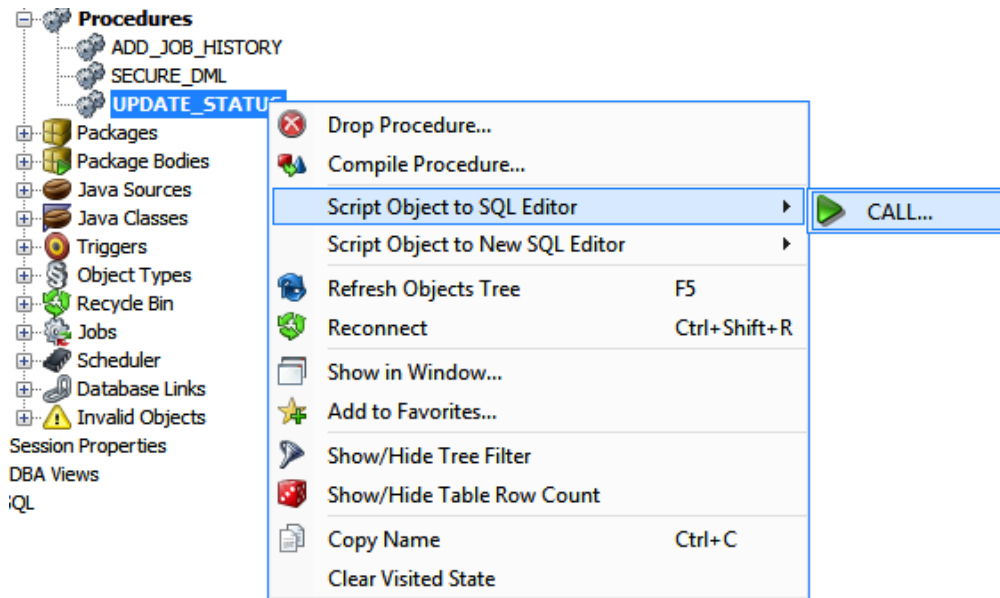 Procedures
ADD_JOB_HISTORY
SECURE_DML
UPDATE_STATUS
Packages
Package Bodies
Java Sources
Java Classes
Triggers
Object Types
Recycle Bin
Jobs
Scheduler
Database Links
Invalid Objects
Session Properties
DBA Views
QL
Drop Procedure...
Compile Procedure...
Script Object to SQL Editor
CALL...
Script Object to New SQL Editor
Refresh Objects Tree F5
Reconnect Ctrl+Shift+R
Show in Window...
Add to Favorites...
Show/Hide Tree Filter
Show/Hide Table Row Count
Copy Name Ctrl+C
Clear Visited State